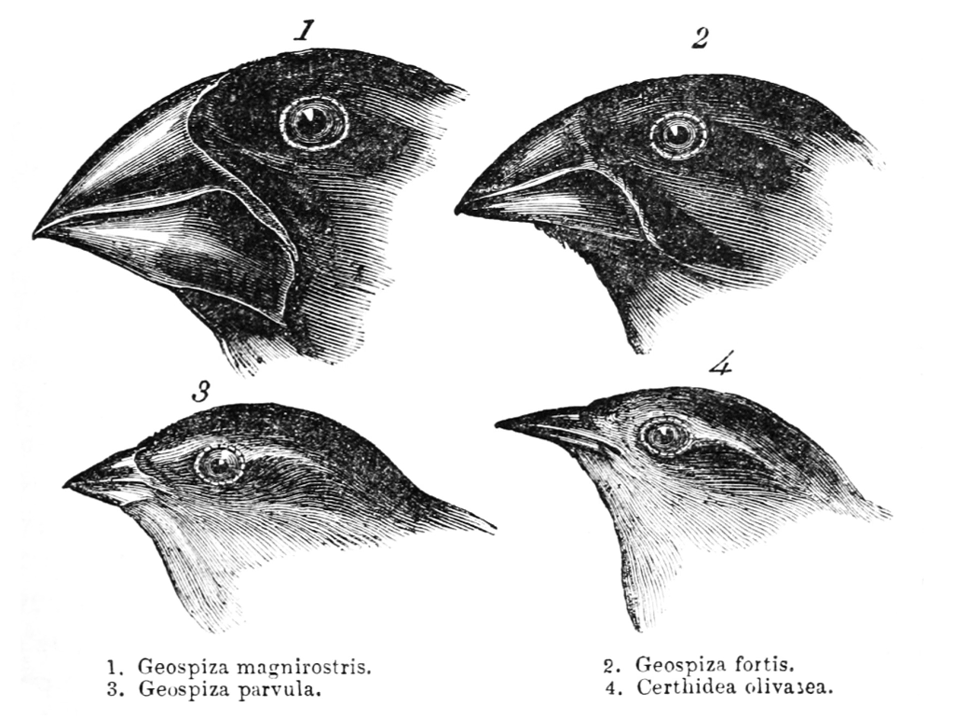 1
2
3
4
1. Geospiza magnirostris.
2. Geospiza fortis.
3. Geospiza parvula.
4. Certhidea olivasea.